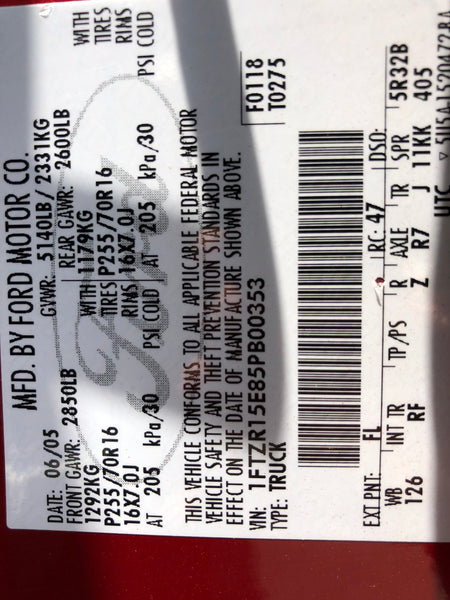 MFD. BY FORD MOTOR CO.
DATE: 06/05 GVWR: 5140LB/ 2331KG
FRONT GAWR: 2850LB REAR GAWR: 2600LB
1292KG WITH 1179KG WITH
P255/70R16 TIRES P255/70R16 TIRES
16X7.0J RIMS 16X7.0J RIMS
AT 205 kPa/30 PSI COLD AT 205 kPa/30 PSI COLD
Ford
THIS VEHICLE CONFORMS TO ALL APPLICABLE FEDERAL MOTOR
VEHICLE SAFETY AND THEFT PREVENTION STANDARDS IN
EFFECT ON THE DATE OF MANUFACTURE SHOWN ABOVE.
VIN: 1FTZR15E85PB00353 F0118
TYPE: TRUCK T0275
EXT PNT: FL RC: 47 DSO:
WB INT TR TP/PS R AXLE TR SPR 5R32B
126 RF Z R7 J 11KK 405
UTC